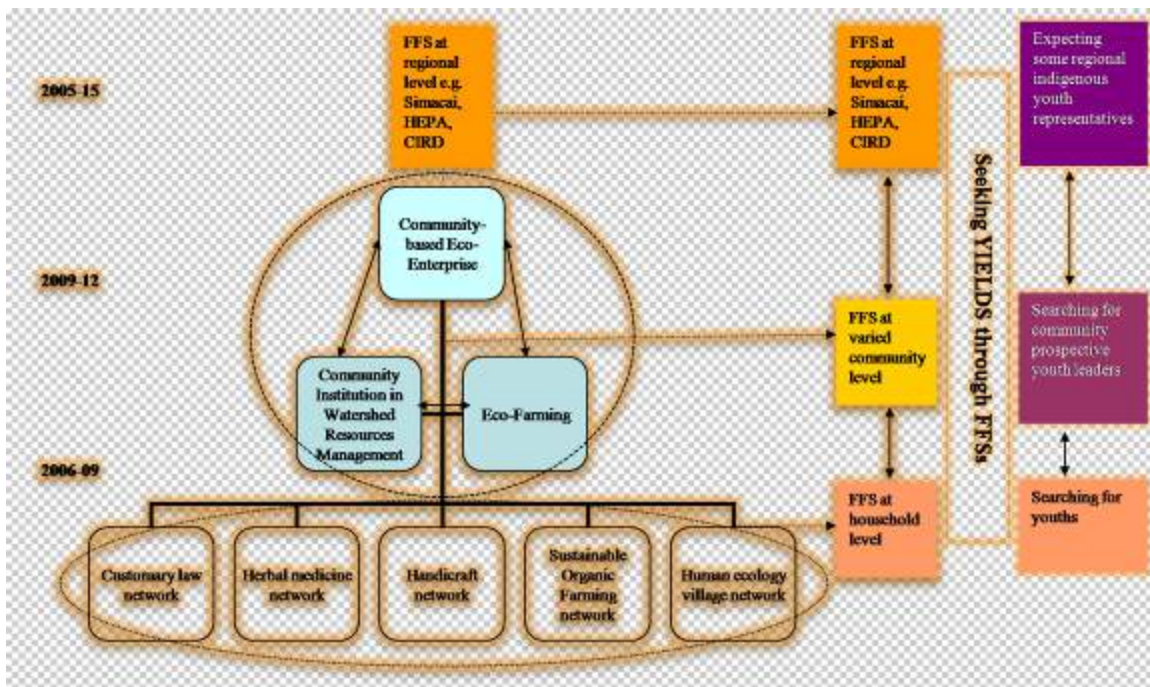 2005-15
FFS at
regional
level e.g.
Simacai,
HEPA,
CIRD
FFS at
regional
level e.g.
Simacai,
HEPA,
CIRD
Expecting
some regional
indigenous
youth
representatives
Seeking YIELDS through FFSs
2009-12
Community-
based Eco-
Enterprise
Community
Institution in
Watershed
Resources
Management
Eco-Farming
FFS at
varied
community
level
Searching for
community
prospective
youth leaders
2006-09
FFS at
household
level
Searching for
youths
Customary law
network
Herbal medicine
network
Handicraft
network
Sustainable
Organic
Farming
network
Human ecology
village network